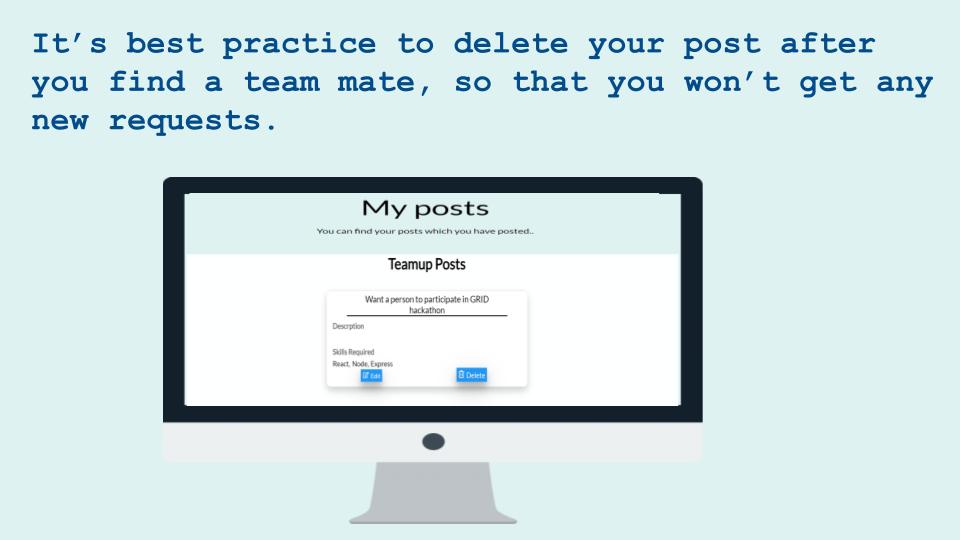 It’s best practice to delete your post after
you find a team mate, so that you won’t get any
new requests.
My posts
You can find your posts which you have posted..
Teamup Posts
Want a person to participate in GRID
hackathon
Descrption
Skills Required
React, Node, Express
Edit
Delete